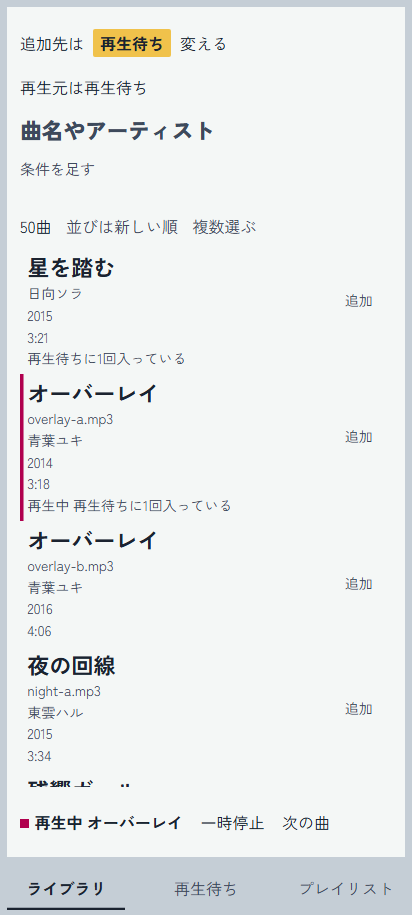 追加先は 再生待ち 変える
再生元は再生待ち
曲名やアーティスト
条件を足す
50曲 並びは新しい順 複数選ぶ
星を踏む
日向ソラ
追加
2015
3:21
再生待ちに1回入っている
オーバーレイ
overlay-a.mp3
追加
青葉ユキ
2014
3:18
再生中 再生待ちに1回入っている
オーバーレイ
overlay-b.mp3
追加
青葉ユキ
2016
4:06
夜の回線
night-a.mp3
追加
東雲ハル
2015
3:34
再生中 オーバーレイ 一時停止 次の曲
ライブラリ 再生待ち プレイリスト